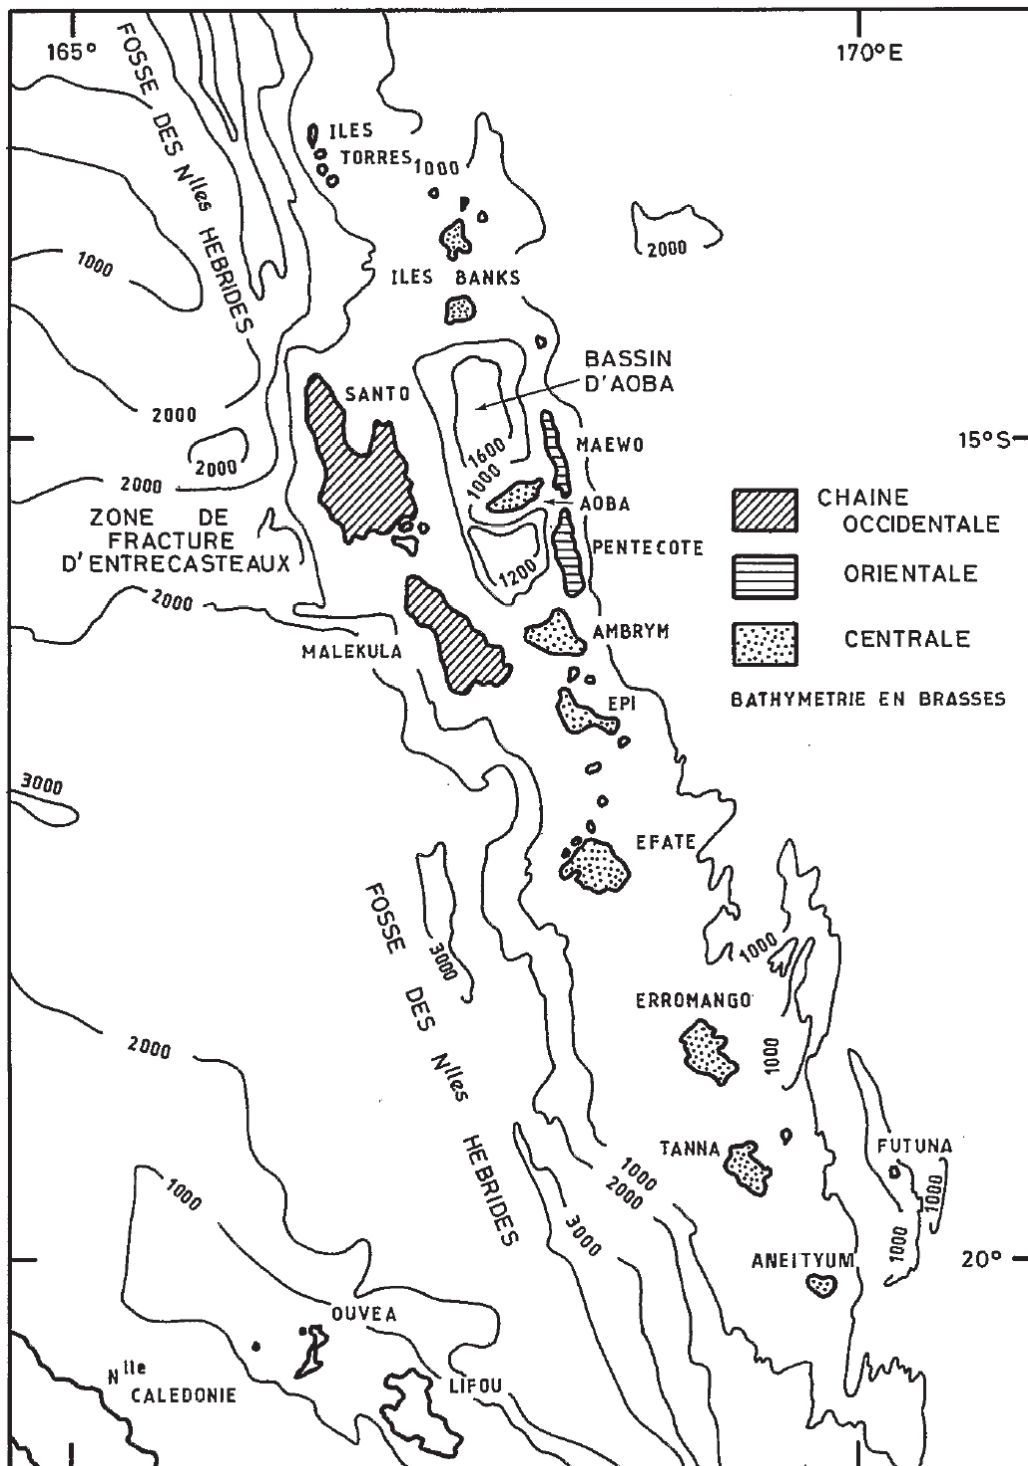 165°
170°E
FOSSE DES Nlles HEBRIDES
ILES
TORRES
1000
2000
1000
ILES BANKS
BASSIN
D'AOBA
SANTO
2000
1600
1000
MAEWO
15°S
2000
2000
AOBA
ZONE DE
FRACTURE
D'ENTRECASTEAUX
PENTECOTE
1200
CHAINE
OCCIDENTALE
ORIENTALE
CENTRALE
BATHYMETRIE EN BRASSES
2000
MALEKULA
AMBRYM
EPI
3000
EFATE
FOSSE DES Nlles HEBRIDES
3000
1000
ERROMANGO
1000
2000
TANNA
FUTUNA
1000
2000
3000
1000
1000
1000
ANEITYUM
20°
OUVEA
Nlle
CALEDONIE
LIFOU